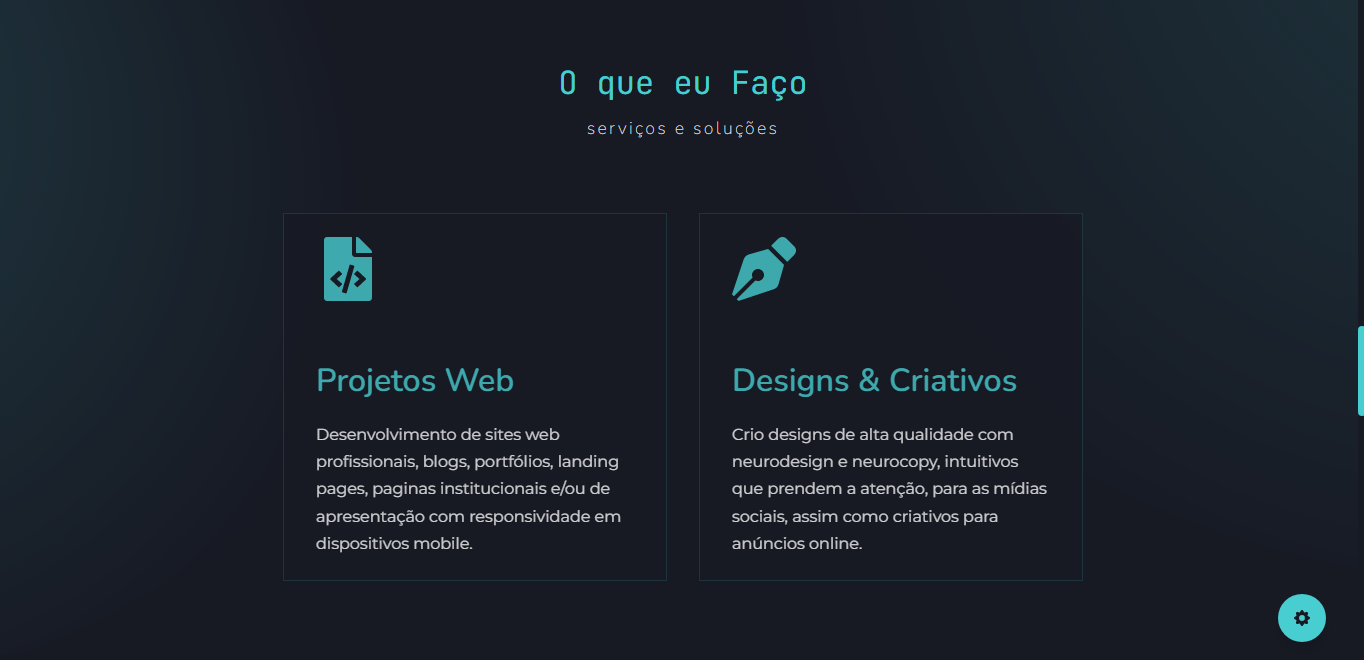 O que eu Faço
serviços e soluções
Projetos Web
Desenvolvimento de sites web
profissionais, blogs, portfólios, landing
pages, paginas institucionais e/ou de
apresentação com responsividade em
dispositivos mobile.
Designs & Criativos
Crio designs de alta qualidade com
neurodesign e neurocopy, intuitivos
que prendem a atenção, para as mídias
sociais, assim como criativos para
anúncios online.